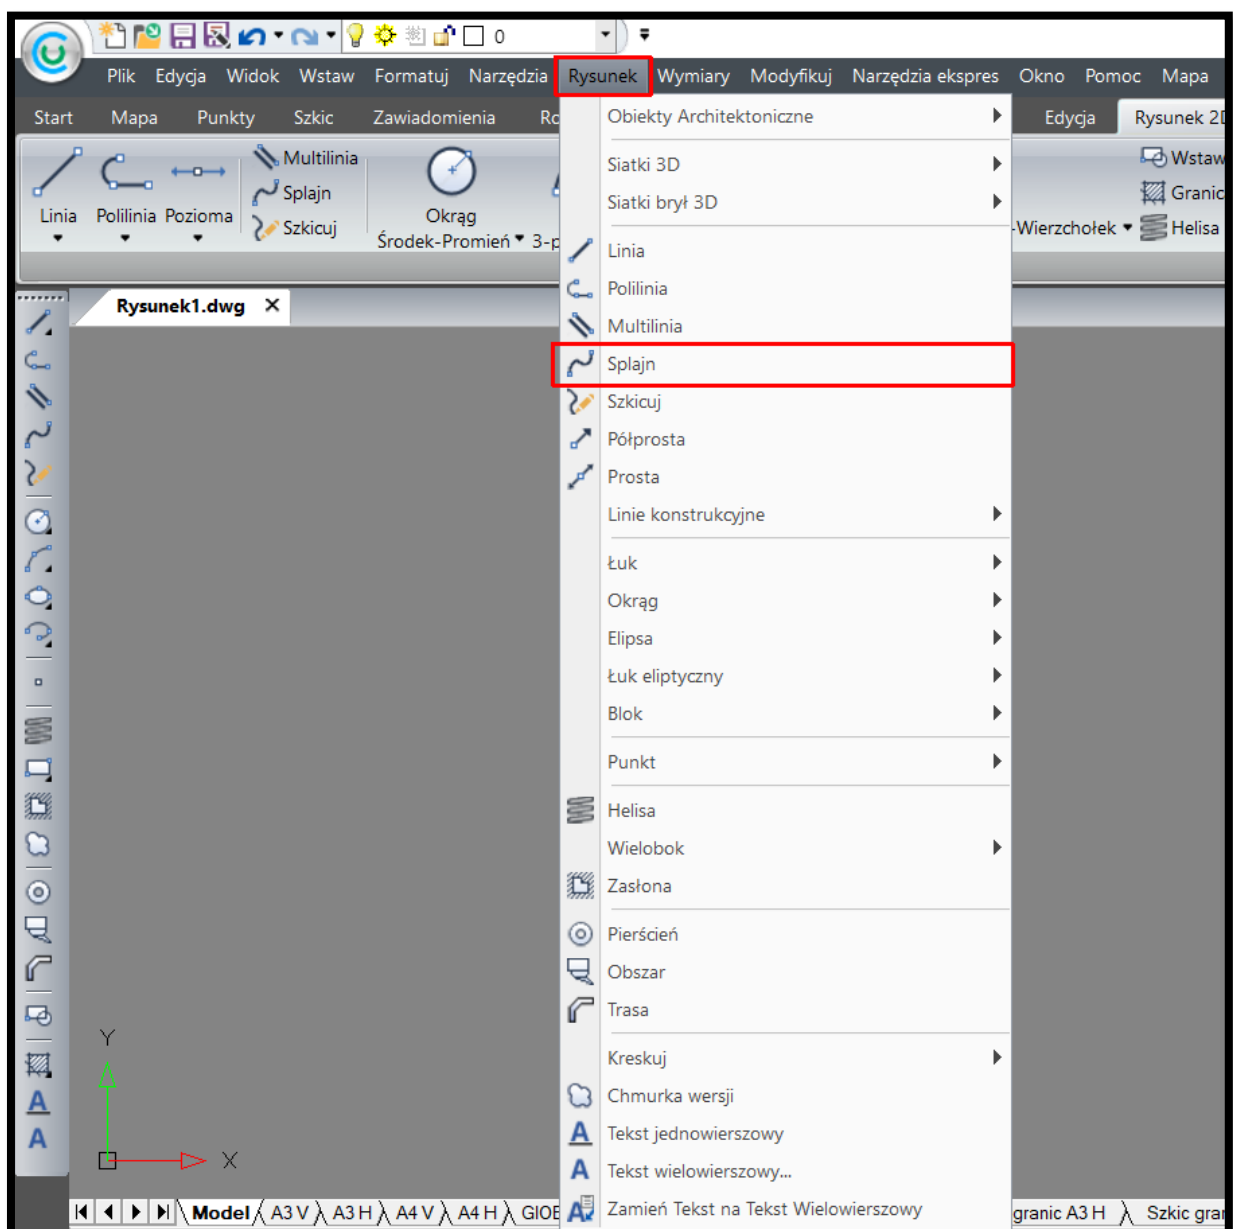 0
Plik Edycja Widok Wstaw Formatuj Narzędzia Rysunek Wymiary Modyfikuj Narzędzia ekspres Okno Pomoc Mapa
Start Mapa Punkty Szkic Zawiadomienia Edycja Rysunek
Multilinia
Splajn
Szkicuj
Linia Polilinia Pozioma
Okrąg
Środek-Promień
-Wierzchołek
Helisa
Rysunek1.dwg
Obiekty Architektoniczne
Siatki 3D
Siatki brył 3D
Linia
Polilinia
Multilinia
Splajn
Szkicuj
Półprosta
Prosta
Linie konstrukcyjne
Łuk
Okrąg
Elipsa
Łuk eliptyczny
Blok
Punkt
Helisa
Wielobok
Zasłona
Pierścień
Obszar
Trasa
Kreskuj
Chmurka wersji
Tekst jednowierszowy
Tekst wielowierszowy...
Zamień Tekst na Tekst Wielowierszowy
Y
X
Model A3 V A3 H A4 V A4 H granic A3 H Szkic